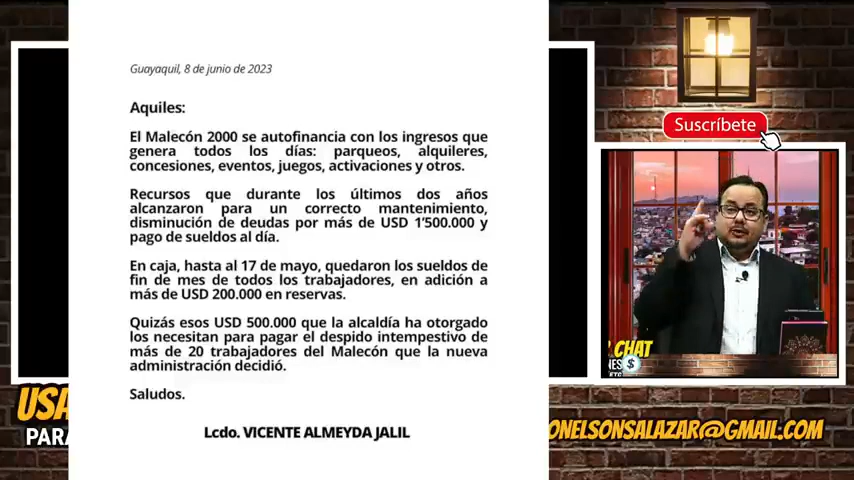 Guayaquil, 8 de junio de 2023
Aquiles:
El Malecón 2000 se autofinancia con los ingresos que
genera todos los días: parqueos, alquileres,
concesiones, eventos, juegos, activaciones y otros.
Recursos que durante los últimos dos años
alcanzaron para un correcto mantenimiento,
disminución de deudas por más de USD 1'500.000 y
pago de sueldos al día.
En caja, hasta al 17 de mayo, quedaron los sueldos de
fin de mes de todos los trabajadores, en adición a
más de USD 200.000 en reservas.
Quizás esos USD 500.000 que la alcaldía ha otorgado
los necesitan para pagar el despido intempestivo de
más de 20 trabajadores del Malecón que la nueva
administración decidió.
Saludos.
Lcdo. VICENTE ALMEYDA JALIL
Suscríbete
CHAT
$
USA
PARA
ONELSONSALAZAR@GMAIL.COM